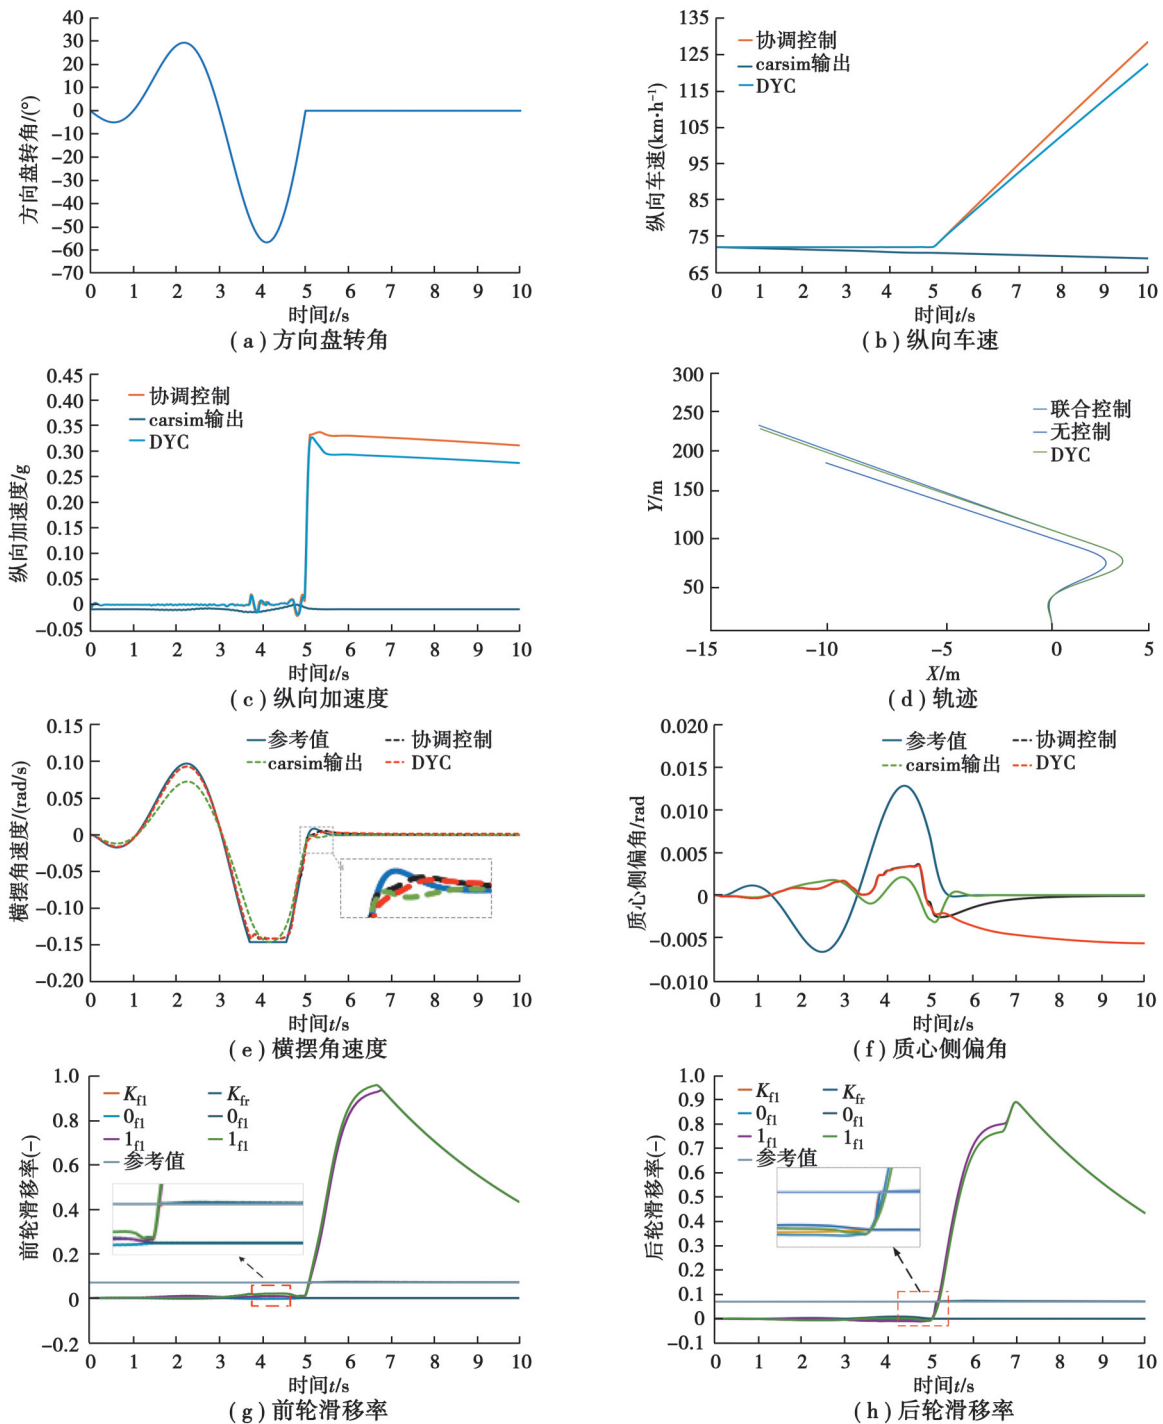 40
30
20
10
0
−10
−20
−30
−40
−50
−60
−70
方向盘转角/(°)
0 1 2 3 4 5 6 7 8 9 10
时间t/s
(a)方向盘转角
135
125
115
105
95
85
75
65
纵向车速(km·h⁻¹)
协调控制
carsim输出
DYC
0 1 2 3 4 5 6 7 8 9 10
时间t/s
(b)纵向车速
0.45
0.40
0.35
0.30
0.25
0.20
0.15
0.10
0.05
0
−0.05
纵向加速度/g
协调控制
carsim输出
DYC
0 1 2 3 4 5 6 7 8 9 10
时间t/s
(c)纵向加速度
300
250
200
150
100
50
Y/m
联合控制
无控制
DYC
−15 −10 −5 0 5
X/m
(d)轨迹
0.15
0.10
0.05
0
−0.05
−0.10
−0.15
−0.20
横摆角速度/(rad/s)
参考值 协调控制
carsim输出 DYC
0 1 2 3 4 5 6 7 8 9 10
时间t/s
(e)横摆角速度
0.020
0.015
0.010
0.005
0
−0.005
−0.010
质心侧偏角/rad
参考值 协调控制
carsim输出 DYC
0 1 2 3 4 5 6 7 8 9 10
时间t/s
(f)质心侧偏角
1.0
0.8
0.6
0.4
0.2
0
−0.2
前轮滑移率(−)
Kf1 Kfr
0f1 0f1
1f1 1f1
参考值
0 1 2 3 4 5 6 7 8 9 10
时间t/s
(g)前轮滑移率
1.0
0.9
0.8
0.7
0.6
0.5
0.4
0.3
0.2
0.1
0
−0.1
后轮滑移率(−)
Kf1 Kfr
0f1 0f1
1f1 1f1
参考值
0 1 2 3 4 5 6 7 8 9 10
时间t/s
(h)后轮滑移率